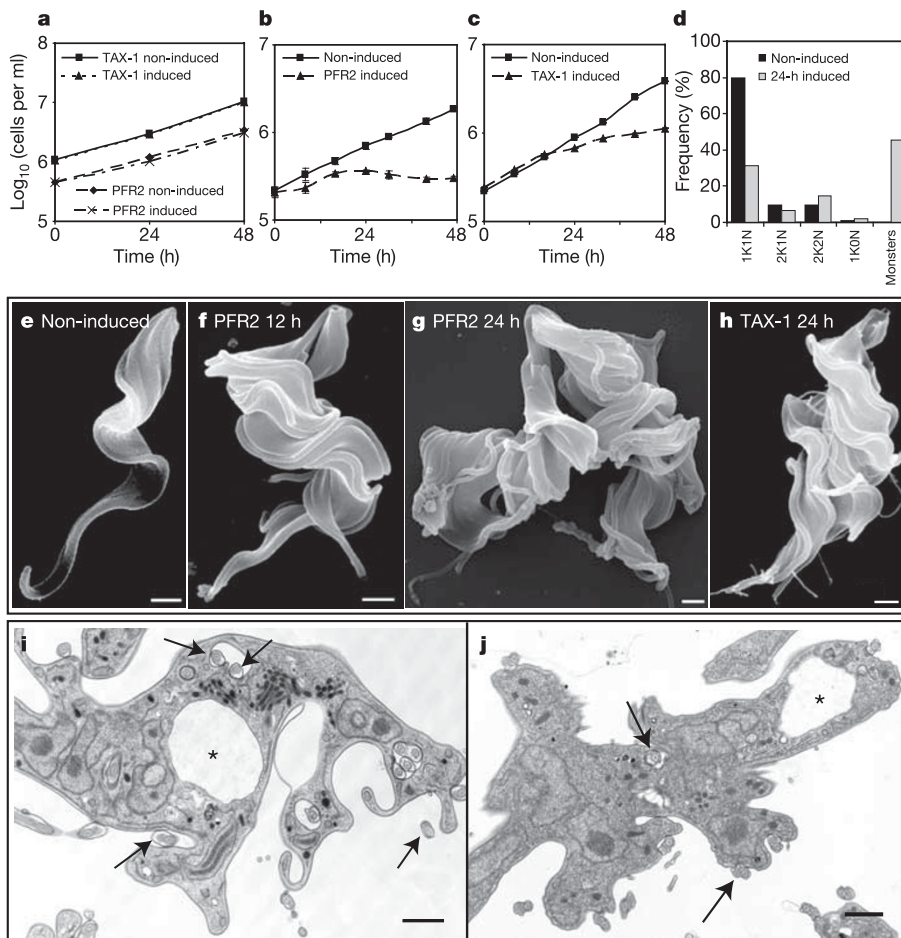 a
b
c
d
8
7
6
5
Log10 (cells per ml)
TAX-1 non-induced
TAX-1 induced
PFR2 non-induced
PFR2 induced
0 24 48
Time (h)
7
6
5
Non-induced
PFR2 induced
0 24 48
Time (h)
7
6
5
Non-induced
TAX-1 induced
0 24 48
Time (h)
100
80
60
40
20
0
Frequency (%)
Non-induced
24-h induced
1K1N
2K1N
2K2N
1K0N
Monsters
e Non-induced
f PFR2 12 h
g PFR2 24 h
h TAX-1 24 h
i
*
j
*